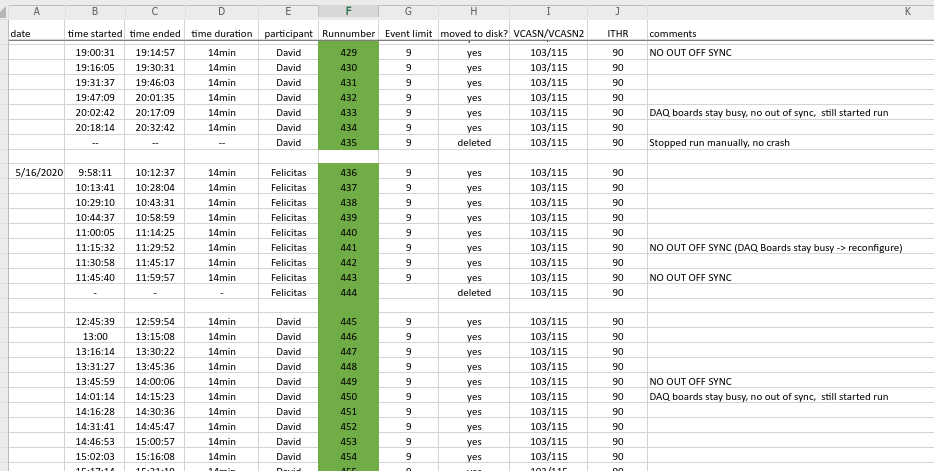 A B C D E F G H I J K
date time started time ended time duration participant Runnumber Event limit moved to disk? VCASN/VCASN2 ITHR comments
19:00:31 19:14:57 14min David 429 9 yes 103/115 90 NO OUT OFF SYNC
19:16:05 19:30:31 14min David 430 9 yes 103/115 90
19:31:37 19:46:03 14min David 431 9 yes 103/115 90
19:47:09 20:01:35 14min David 432 9 yes 103/115 90
20:02:42 20:17:09 14min David 433 9 yes 103/115 90 DAQ boards stay busy, no out of sync, still started run
20:18:14 20:32:42 14min David 434 9 yes 103/115 90
-- -- -- David 435 9 deleted 103/115 90 Stopped run manually, no crash
5/16/2020 9:58:11 10:12:37 14min Felicitas 436 9 yes 103/115 90
10:13:41 10:28:04 14min Felicitas 437 9 yes 103/115 90
10:29:10 10:43:31 14min Felicitas 438 9 yes 103/115 90
10:44:37 10:58:59 14min Felicitas 439 9 yes 103/115 90
11:00:05 11:14:25 14min Felicitas 440 9 yes 103/115 90
11:15:32 11:29:52 14min Felicitas 441 9 yes 103/115 90 NO OUT OFF SYNC (DAQ Boards stay busy -> reconfigure)
11:30:58 11:45:17 14min Felicitas 442 9 yes 103/115 90
11:45:40 11:59:57 14min Felicitas 443 9 yes 103/115 90 NO OUT OFF SYNC
- - - Felicitas 444 deleted 103/115 90
12:45:39 12:59:54 14min David 445 9 yes 103/115 90
13:00 13:15:08 14min David 446 9 yes 103/115 90
13:16:14 13:30:22 14min David 447 9 yes 103/115 90
13:31:27 13:45:36 14min David 448 9 yes 103/115 90
13:45:59 14:00:06 14min David 449 9 yes 103/115 90 NO OUT OFF SYNC
14:01:14 14:15:23 14min David 450 9 yes 103/115 90 DAQ boards stay busy, no out of sync, still started run
14:16:28 14:30:36 14min David 451 9 yes 103/115 90
14:31:41 14:45:47 14min David 452 9 yes 103/115 90
14:46:53 15:00:57 14min David 453 9 yes 103/115 90
15:02:03 15:16:08 14min David 454 9 yes 103/115 90